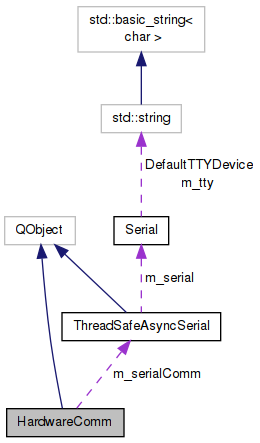 std::basic_string<
char >
std::string
DefaultTTYDevice
m_tty
QObject
Serial
m_serial
ThreadSafeAsyncSerial
m_serialComm
HardwareComm